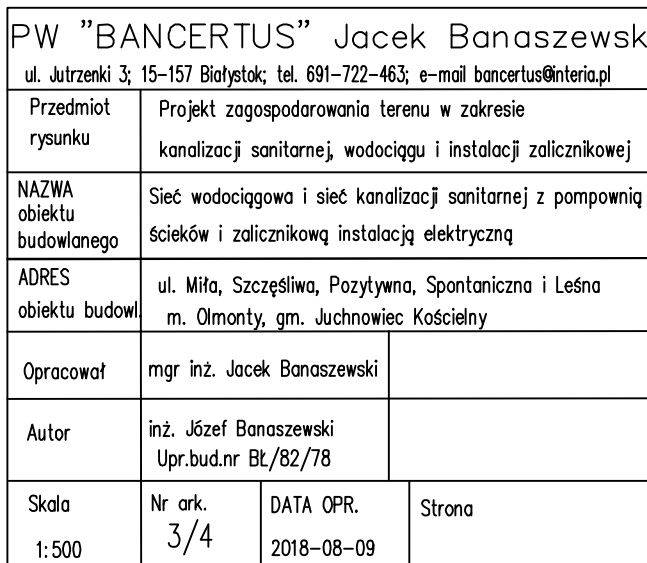 PW "BANCERTUS" Jacek Banaszewsk
ul. Jutrzenki 3; 15-157 Białystok; tel. 691-722-463; e-mail bancertus@interia.pl
Przedmiot rysunku
Projekt zagospodarowania terenu w zakresie
kanalizacji sanitarnej, wodociągu i instalacji zalicznikowej
NAZWA
obiektu
budowlanego
Sieć wodociągowa i sieć kanalizacji sanitarnej z pompownią
ścieków i zalicznikową instalacją elektryczną
ADRES
obiektu budowl.
ul. Miła, Szczęśliwa, Pozytywna, Spontaniczna i Leśna
m. Olmonty, gm. Juchnowiec Kościelny
Opracował
mgr inż. Jacek Banaszewski
Autor
inż. Józef Banaszewski
Upr.bud.nr BŁ/82/78
Skala
1:500
Nr ark.
3/4
DATA OPR.
2018-08-09
Strona